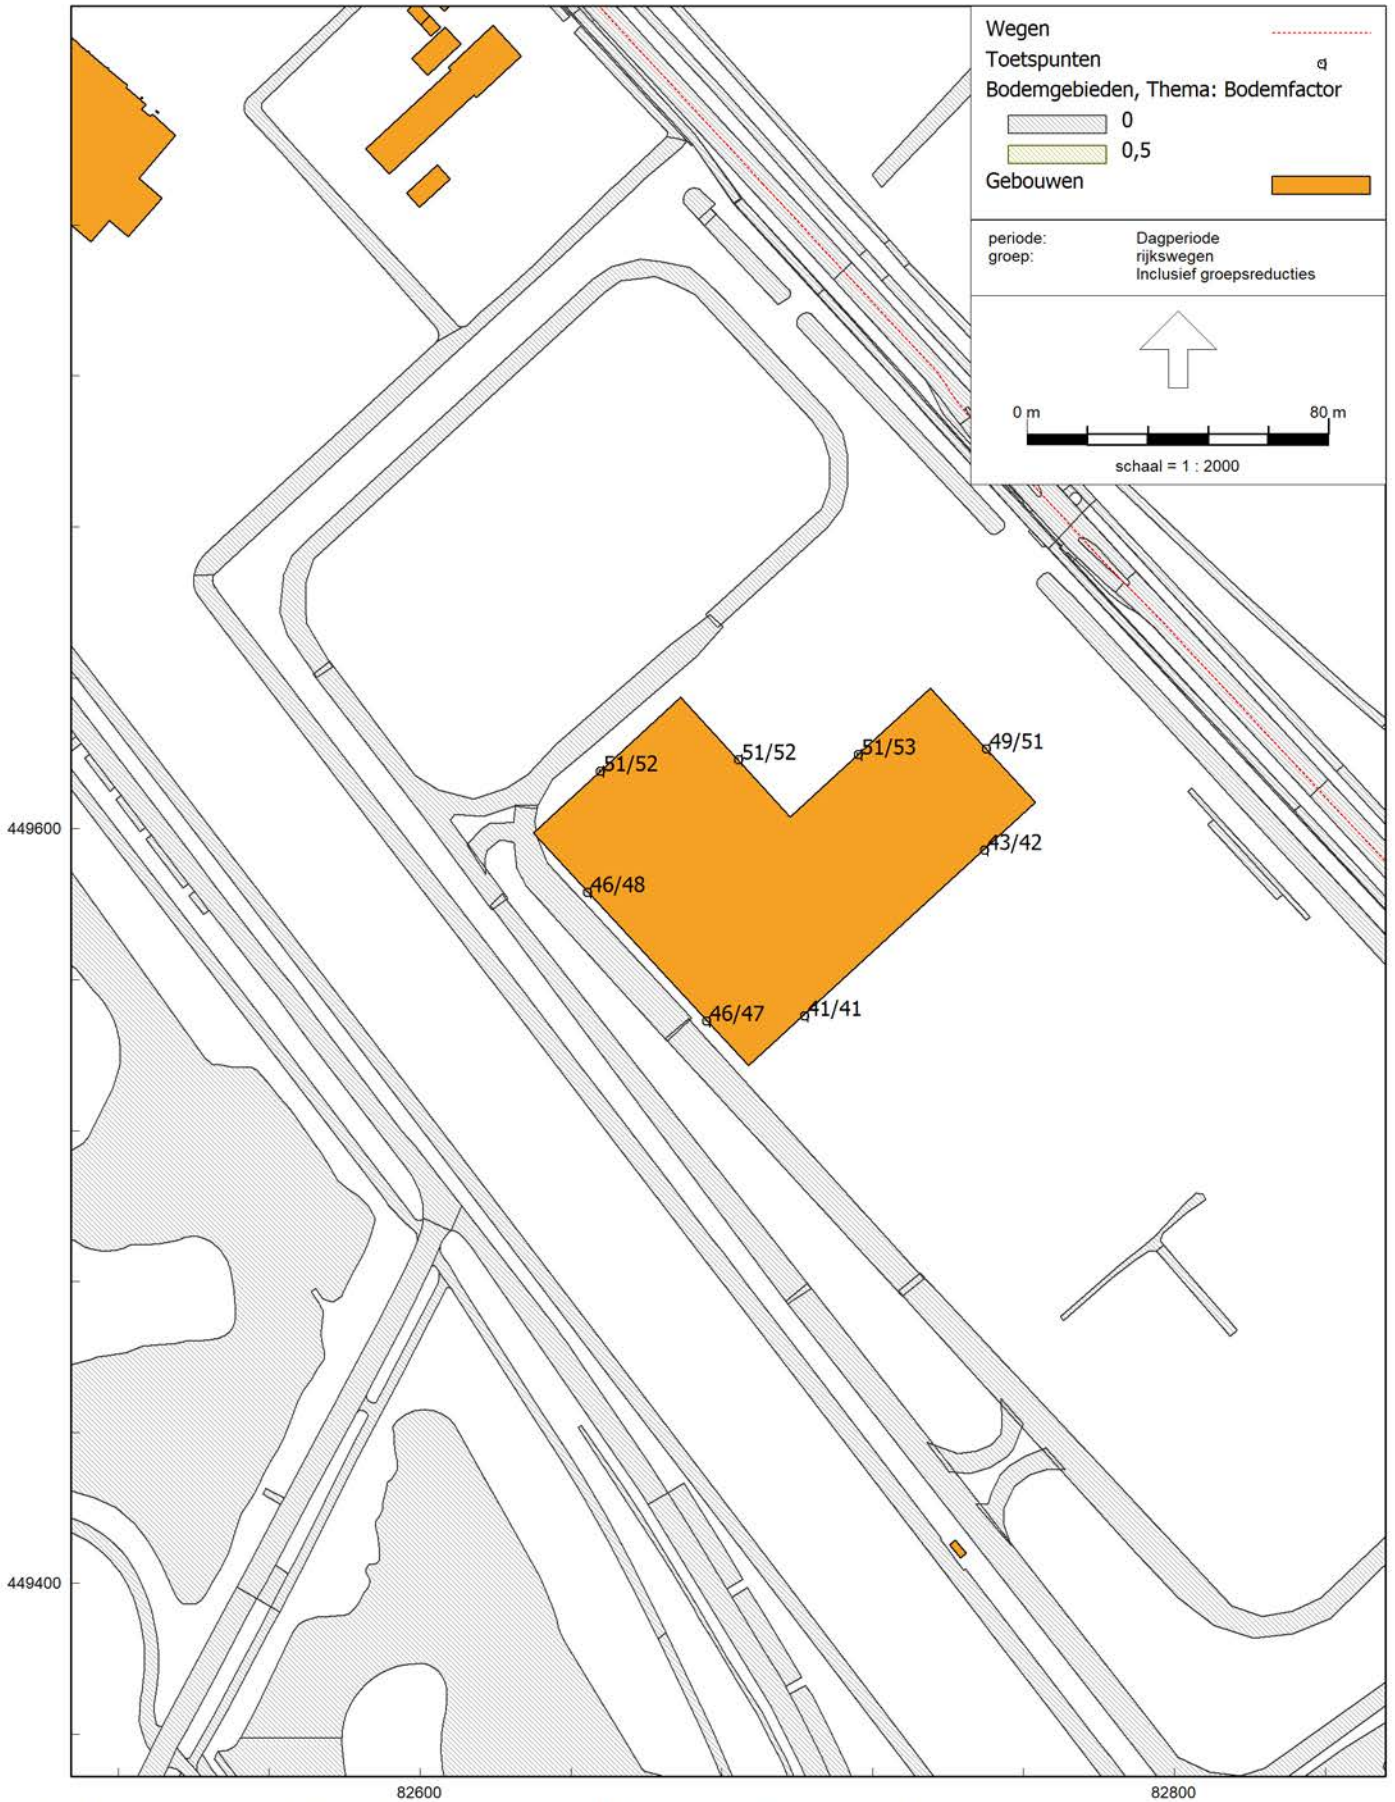 Wegen
Toetspunten
Bodemgebieden, Thema: Bodemfactor
0
0,5
Gebouwen
periode: Dagperiode
groep: rijkswegen
Inclusief groepsreducties
0 m 80 m
schaal = 1 : 2000
51/52
51/52
51/53
49/51
43/42
46/48
46/47
41/41
449600
449400
82600 82800